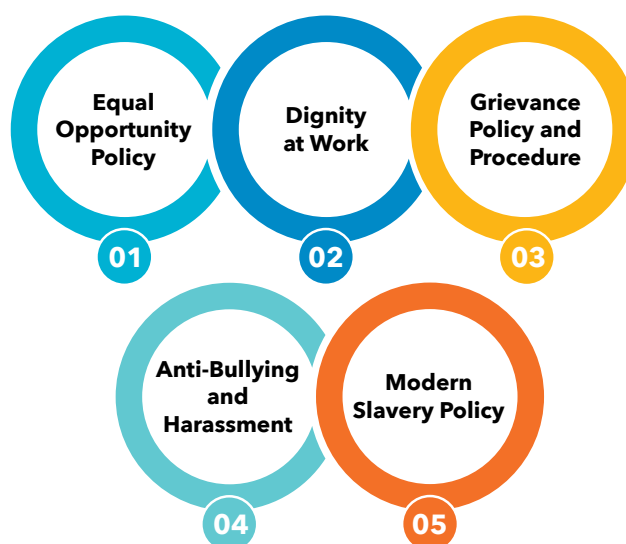 Equal
Opportunity
Policy
01
Dignity
at Work
02
Grievance
Policy and
Procedure
03
Anti-Bullying
and
Harassment
04
Modern
Slavery Policy
05